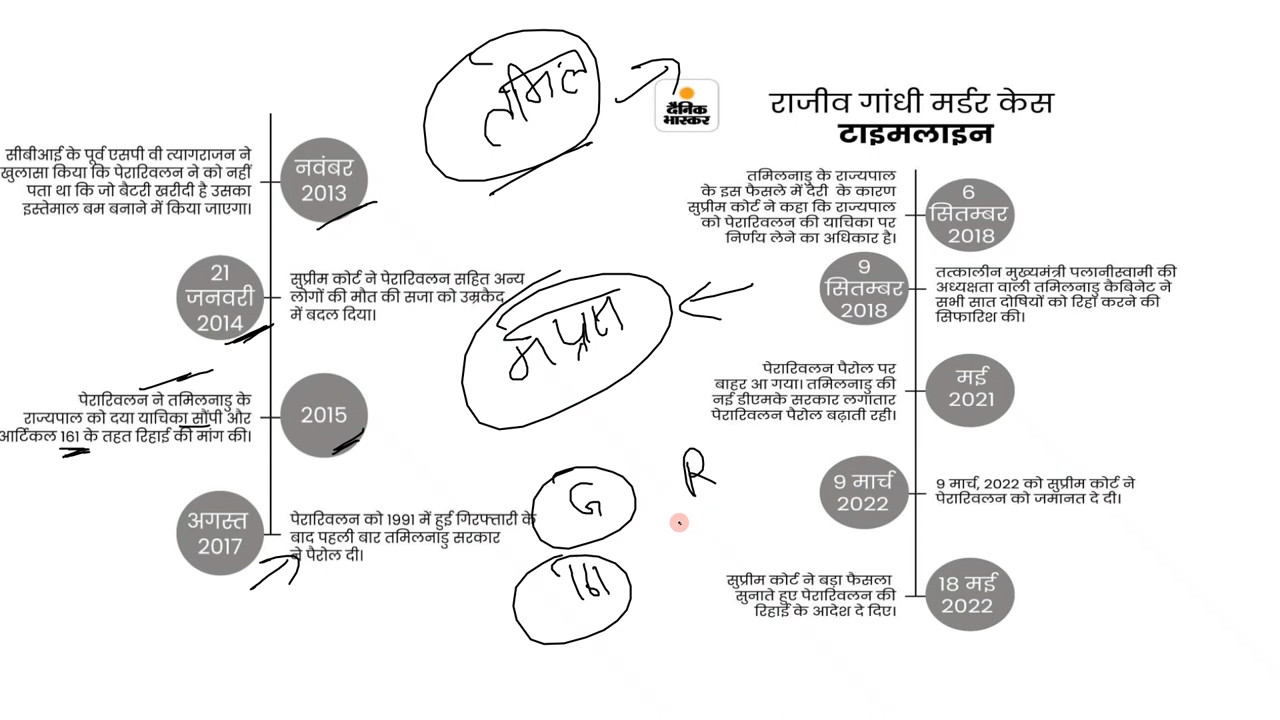 राजीव गांधी मर्डर केस
टाइमलाइन
दैनिक
भास्कर
सीबीआई के पूर्व एसपी वी त्यागराजन ने
खुलासा किया कि पेरारिवलन ने को नहीं
पता था कि जो बैटरी खरीदी है उसका
इस्तेमाल बम बनाने में किया जाएगा।
नवंबर
2013
21
जनवरी
2014
सुप्रीम कोर्ट ने पेरारिवलन सहित अन्य
लोगों की मौत की सजा को उम्रकैद
में बदल दिया।
पेरारिवलन ने तमिलनाडु के
राज्यपाल को दया याचिका सौंपी और
आर्टिकल 161 के तहत रिहाई की मांग की।
2015
अगस्त
2017
पेरारिवलन को 1991 में हुई गिरफ्तारी के
बाद पहली बार तमिलनाडु सरकार
ने पैरोल दी।
G
R
161
तमिलनाडु के राज्यपाल
के इस फैसले में देरी के कारण
सुप्रीम कोर्ट ने कहा कि राज्यपाल
को पेरारिवलन की याचिका पर
निर्णय लेने का अधिकार है।
6
सितम्बर
2018
9
सितम्बर
2018
तत्कालीन मुख्यमंत्री पलानीस्वामी की
अध्यक्षता वाली तमिलनाडु कैबिनेट ने
सभी सात दोषियों को रिहा करने की
सिफारिश की।
पेरारिवलन पैरोल पर
बाहर आ गया। तमिलनाडु की
नई डीएमके सरकार लगातार
पेरारिवलन पैरोल बढ़ाती रही।
मई
2021
9 मार्च
2022
9 मार्च, 2022 को सुप्रीम कोर्ट ने
पेरारिवलन को जमानत दे दी।
सुप्रीम कोर्ट ने बड़ा फैसला
सुनाते हुए पेरारिवलन की
रिहाई के आदेश दे दिए।
18 मई
2022